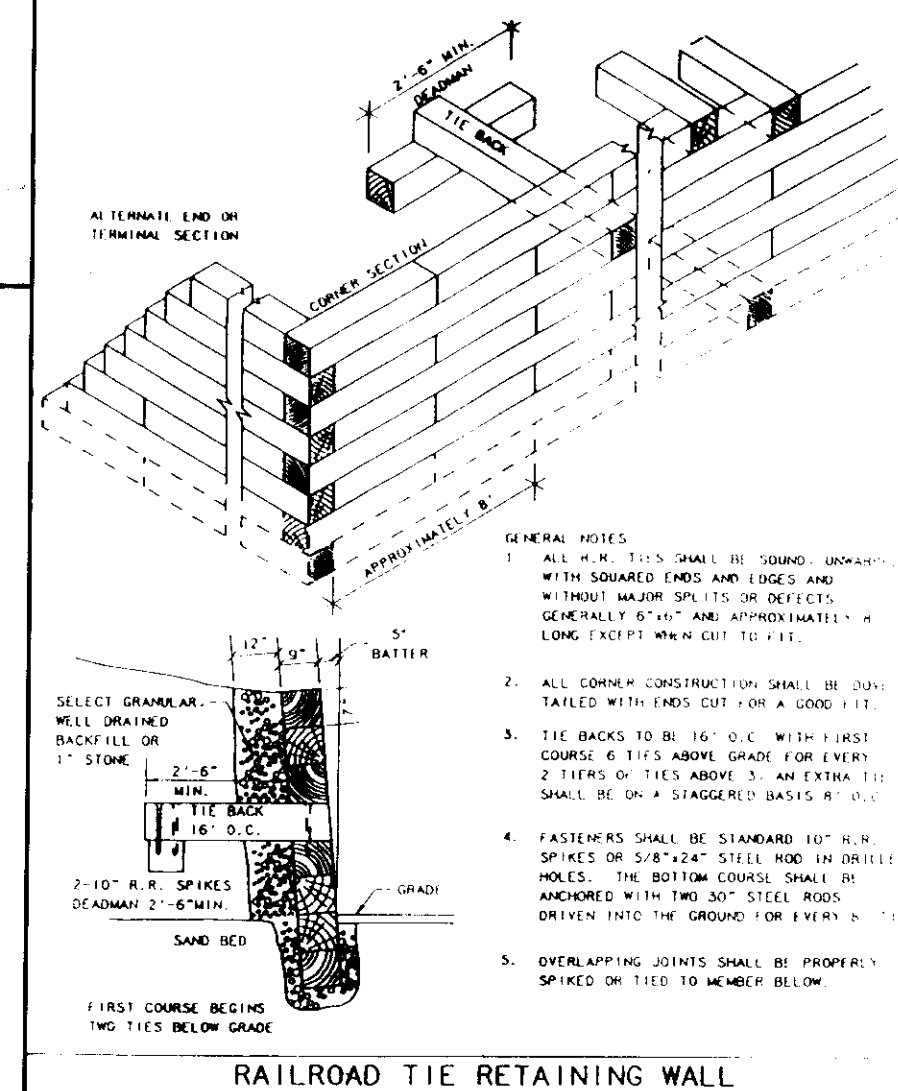 2'-6" MIN.
DEADMAN
TIE BACK
ALTERNATE END OR
TERMINAL SECTION
CORNER SECTION
APPROXIMATELY 8'
GENERAL NOTES
1 ALL R.R. TIES SHALL BE SOUND,
WITH SQUARED ENDS AND EDGES AND
WITHOUT MAJOR SPLITS OR DEFECTS
GENERALLY 6"x6" AND APPROXIMATELY
LONG EXCEPT WHEN CUT TO FIT.
2. ALL CORNER CONSTRUCTION SHALL BE
TAILED WITH ENDS CUT FOR A GOOD FIT.
3. TIE BACKS TO BE 16' O.C. WITH FIRST
COURSE 6 TIES ABOVE GRADE FOR EVERY
2 TIERS OF TIES ABOVE 3, AN EXTRA TIE
SHALL BE ON A STAGGERED BASIS 8' O.C.
4. FASTENERS SHALL BE STANDARD 10" R.R.
SPIKES OR 5/8"x24" STEEL ROD IN
HOLES. THE BOTTOM COURSE SHALL BE
ANCHORED WITH TWO 30" STEEL RODS
DRIVEN INTO THE GROUND FOR EVERY
5. OVERLAPPING JOINTS SHALL BE PROPERLY
SPIKED OR TIED TO MEMBER BELOW.
12"
9"
5"
BATTER
SELECT GRANULAR,
WELL DRAINED
BACKFILL OR
1" STONE
2'-6"
MIN.
TIE BACK
16' O.C.
2-10" R.R. SPIKES
DEADMAN 2'-6"MIN.
GRADE
SAND BED
FIRST COURSE BEGINS
TWO TIES BELOW GRADE
RAILROAD TIE RETAINING WALL